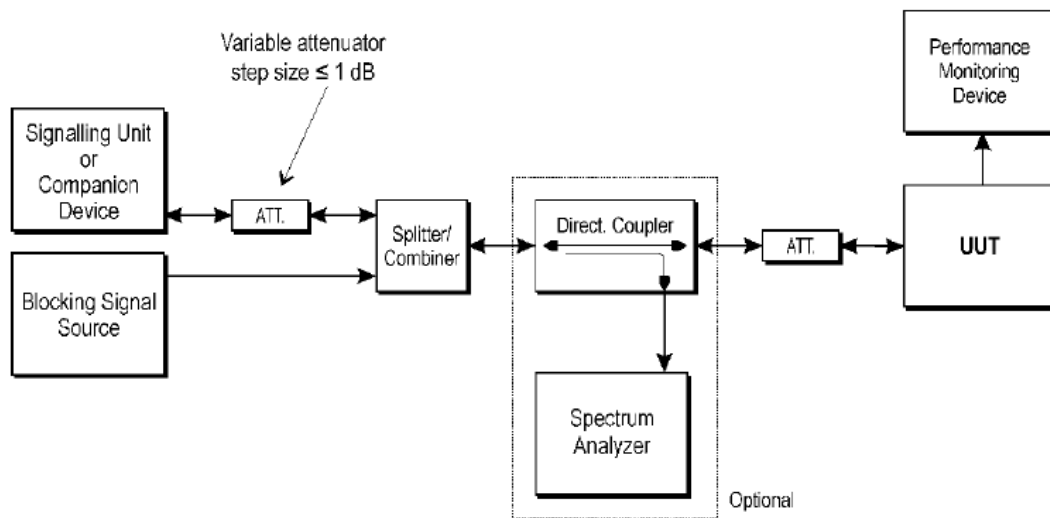 Variable attenuator
step size ≤ 1 dB
Performance
Monitoring
Device
Signalling Unit
or
Companion
Device
ATT.
Splitter/
Combiner
Direct. Coupler
ATT.
UUT
Blocking Signal
Source
Spectrum
Analyzer
Optional